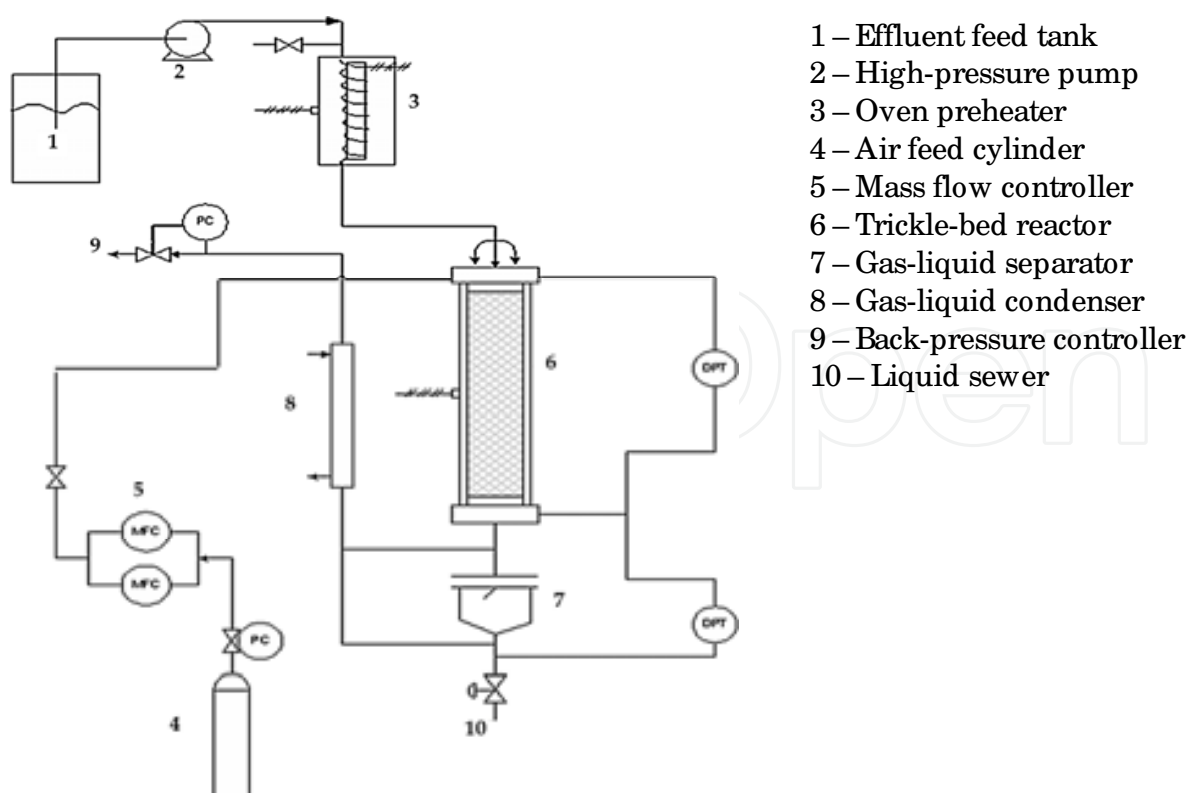 1 – Effluent feed tank
2 – High-pressure pump
3 – Oven preheater
4 – Air feed cylinder
5 – Mass flow controller
6 – Trickle-bed reactor
7 – Gas-liquid separator
8 – Gas-liquid condenser
9 – Back-pressure controller
10 – Liquid sewer
2
1
3
PC
9
6
DPT
8
5
MFC
MFC
7
DPT
PC
4
10
pen